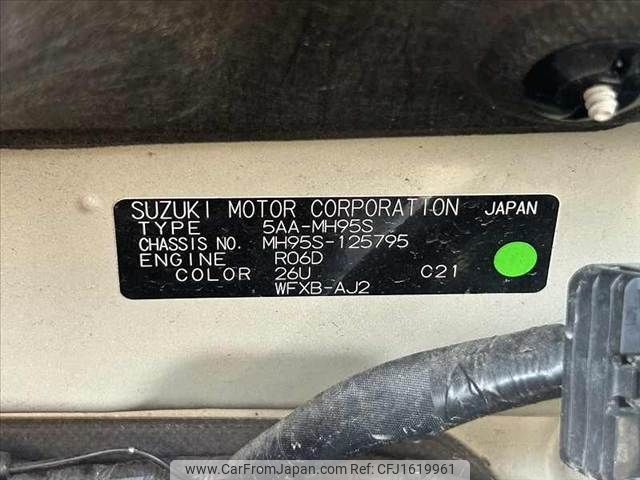 SUZUKI MOTOR CORPORATION JAPAN
TYPE 5AA-MH95S
CHASSIS NO. MH95S-125795
ENGINE R06D
COLOR 26U C21
WFXB-AJ2
www.CarFromJapan.com CFJ1619961